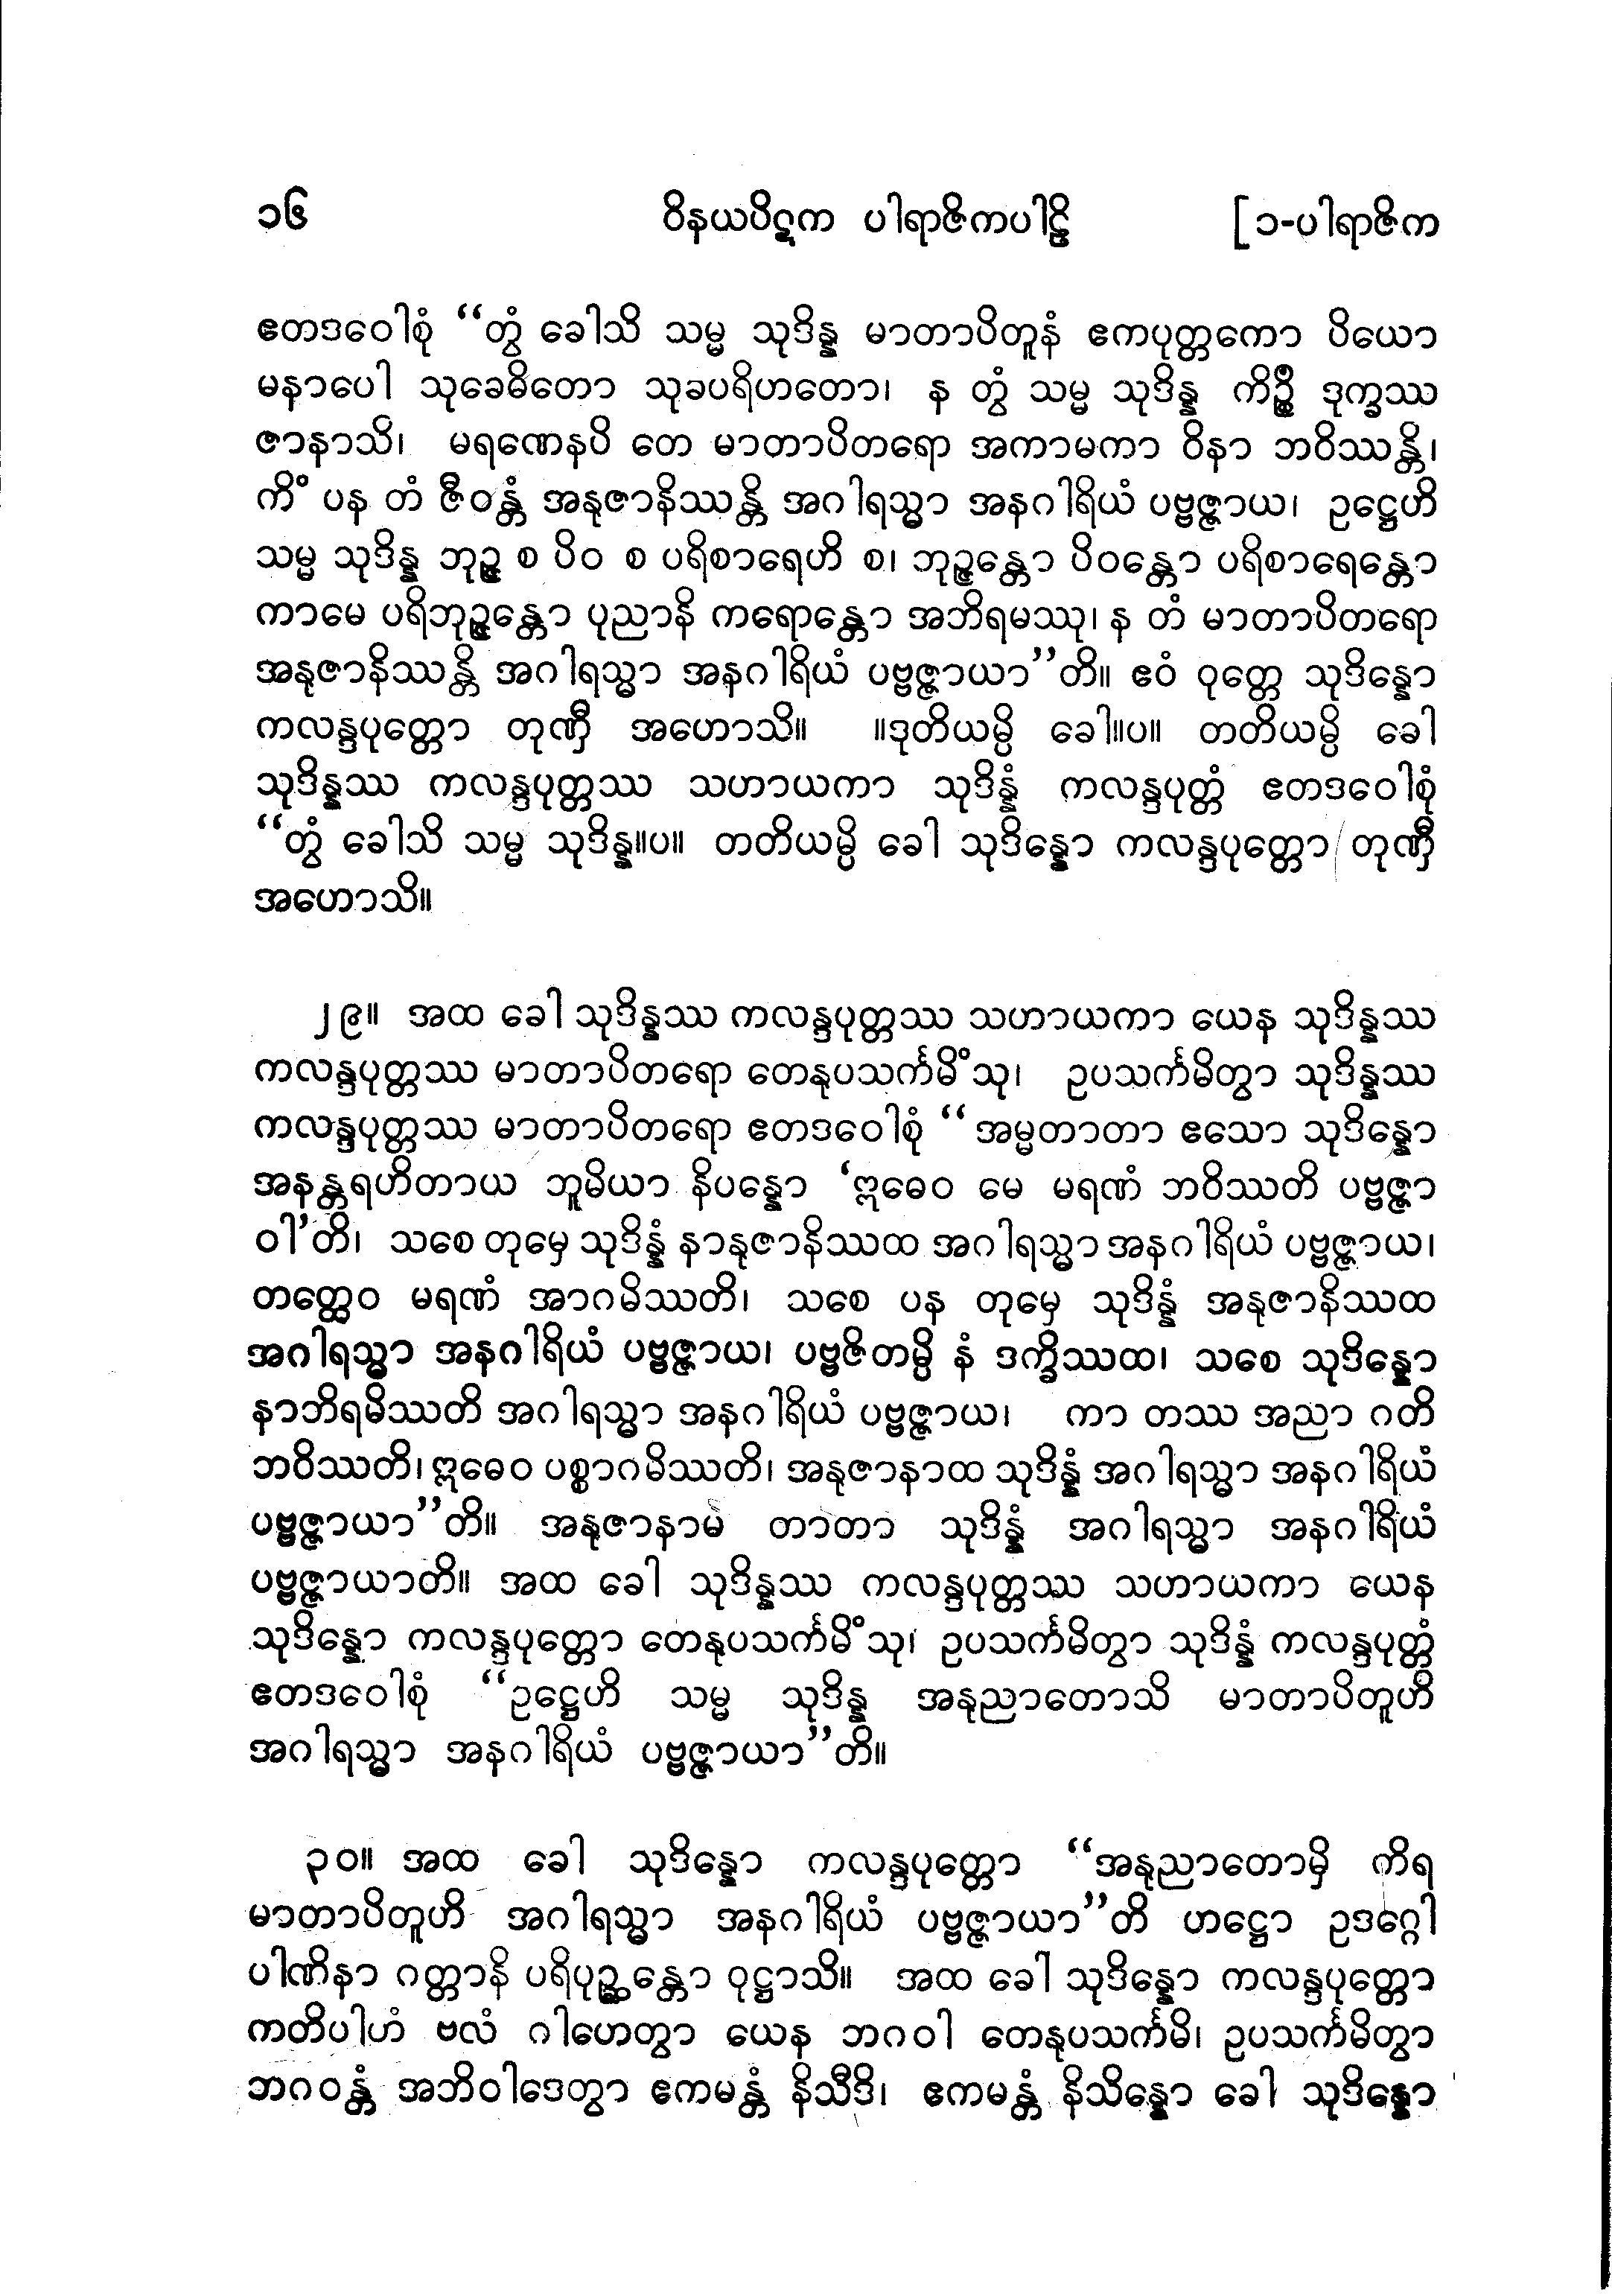 ၁၆ ဝိနယပိဋက ပါရာဇိကပါဠိ [၁-ပါရာဇိက
ဧတဒဝေါစုံ “တွံ ခေါသိ သမ္မ သုဒိန္န မာတာပိတူနံ ဧကပုတ္တကော ပိယော
မနာပေါ သုခေဓိတော သုခပရိဟတော၊ န တွံ သမ္မ သုဒိန္န ကိဉ္စိ ဒုက္ခဿ
ဇာနာသိ၊ မရဏေနပိ တေ မာတာပိတရော အကာမကာ ဝိနာ ဘဝိဿန္တိ၊
ကိံ ပန တံ ဇီဝန္တံ အနုဇာနိဿန္တိ အဂါရသ္မာ အနဂါရိယံ ပဗ္ဗဇ္ဇာယ၊ ဥဋ္ဌေဟိ
သမ္မ သုဒိန္န ဘုဉ္ဇ စ ပိဝ စ ပရိစာရေဟိ စ၊ ဘုဉ္ဇန္တော ပိဝန္တော ပရိစာရေန္တော
ကာမေ ပရိဘုဉ္ဇန္တော ပုညာနိ ကရောန္တော အဘိရမဿု၊ န တံ မာတာပိတရော
အနုဇာနိဿန္တိ အဂါရသ္မာ အနဂါရိယံ ပဗ္ဗဇ္ဇာယာ”တိ။ ဧဝံ ဝုတ္တေ သုဒိန္နော
ကလန္ဒပုတ္တော တုဏှီ အဟောသိ။ ။ဒုတိယမ္ပိ ခေါ။ပ။ တတိယမ္ပိ ခေါ
သုဒိန္နဿ ကလန္ဒပုတ္တဿ သဟာယကာ သုဒိန္နံ ကလန္ဒပုတ္တံ ဧတဒဝေါစုံ
“တွံ ခေါသိ သမ္မ သုဒိန္န။ပ။ တတိယမ္ပိ ခေါ သုဒိန္နော ကလန္ဒပုတ္တော တုဏှီ
အဟောသိ။
၂၉။ အထ ခေါ သုဒိန္နဿ ကလန္ဒပုတ္တဿ သဟာယကာ ယေန သုဒိန္နဿ
ကလန္ဒပုတ္တဿ မာတာပိတရော တေနုပသင်္ကမိံသု၊ ဥပသင်္ကမိတွာ သုဒိန္နဿ
ကလန္ဒပုတ္တဿ မာတာပိတရော ဧတဒဝေါစုံ “အမ္မတာတာ ဧသော သုဒိန္နော
အနန္တရဟိတာယ ဘူမိယာ နိပန္နော ‘ဣဓေဝ မေ မရဏံ ဘဝိဿတိ ပဗ္ဗဇ္ဇာ
ဝါ’တိ၊ သစေ တုမှေ သုဒိန္နံ နာနုဇာနိဿထ အဂါရသ္မာ အနဂါရိယံ ပဗ္ဗဇ္ဇာယ၊
တတ္ထေဝ မရဏံ အာဂမိဿတိ၊ သစေ ပန တုမှေ သုဒိန္နံ အနုဇာနိဿထ
အဂါရသ္မာ အနဂါရိယံ ပဗ္ဗဇ္ဇာယ၊ ပဗ္ဗဇိတမ္ပိ နံ ဒက္ခိဿထ၊ သစေ သုဒိန္နော
နာဘိရမိဿတိ အဂါရသ္မာ အနဂါရိယံ ပဗ္ဗဇ္ဇာယ၊ ကာ တဿ အညာ ဂတိ
ဘဝိဿတိ၊ ဣဓေဝ ပစ္စာဂမိဿတိ၊ အနုဇာနာထ သုဒိန္နံ အဂါရသ္မာ အနဂါရိယံ
ပဗ္ဗဇ္ဇာယာ”တိ။ အနုဇာနာမ တာတာ သုဒိန္နံ အဂါရသ္မာ အနဂါရိယံ
ပဗ္ဗဇ္ဇာယာတိ။ အထ ခေါ သုဒိန္နဿ ကလန္ဒပုတ္တဿ သဟာယကာ ယေန
သုဒိန္နော ကလန္ဒပုတ္တော တေနုပသင်္ကမိံသု၊ ဥပသင်္ကမိတွာ သုဒိန္နံ ကလန္ဒပုတ္တံ
ဧတဒဝေါစုံ “ဥဋ္ဌေဟိ သမ္မ သုဒိန္န အနုညာတောသိ မာတာပိတူဟိ
အဂါရသ္မာ အနဂါရိယံ ပဗ္ဗဇ္ဇာယာ”တိ။
၃၀။ အထ ခေါ သုဒိန္နော ကလန္ဒပုတ္တော “အနုညာတောမှိ ကိရ
မာတာပိတူဟိ အဂါရသ္မာ အနဂါရိယံ ပဗ္ဗဇ္ဇာယာ”တိ ဟဋ္ဌော ဥဒဂ္ဂေါ
ပါဏိနာ ဂတ္တာနိ ပရိပုဉ္ဆန္တော ဝုဋ္ဌာသိ။ အထ ခေါ သုဒိန္နော ကလန္ဒပုတ္တော
ကတိပါဟံ ဗလံ ဂါဟေတွာ ယေန ဘဂဝါ တေနုပသင်္ကမိ၊ ဥပသင်္ကမိတွာ
ဘဂဝန္တံ အဘိဝါဒေတွာ ဧကမန္တံ နိသီဒိ၊ ဧကမန္တံ နိသိန္နော ခေါ သုဒိန္နော